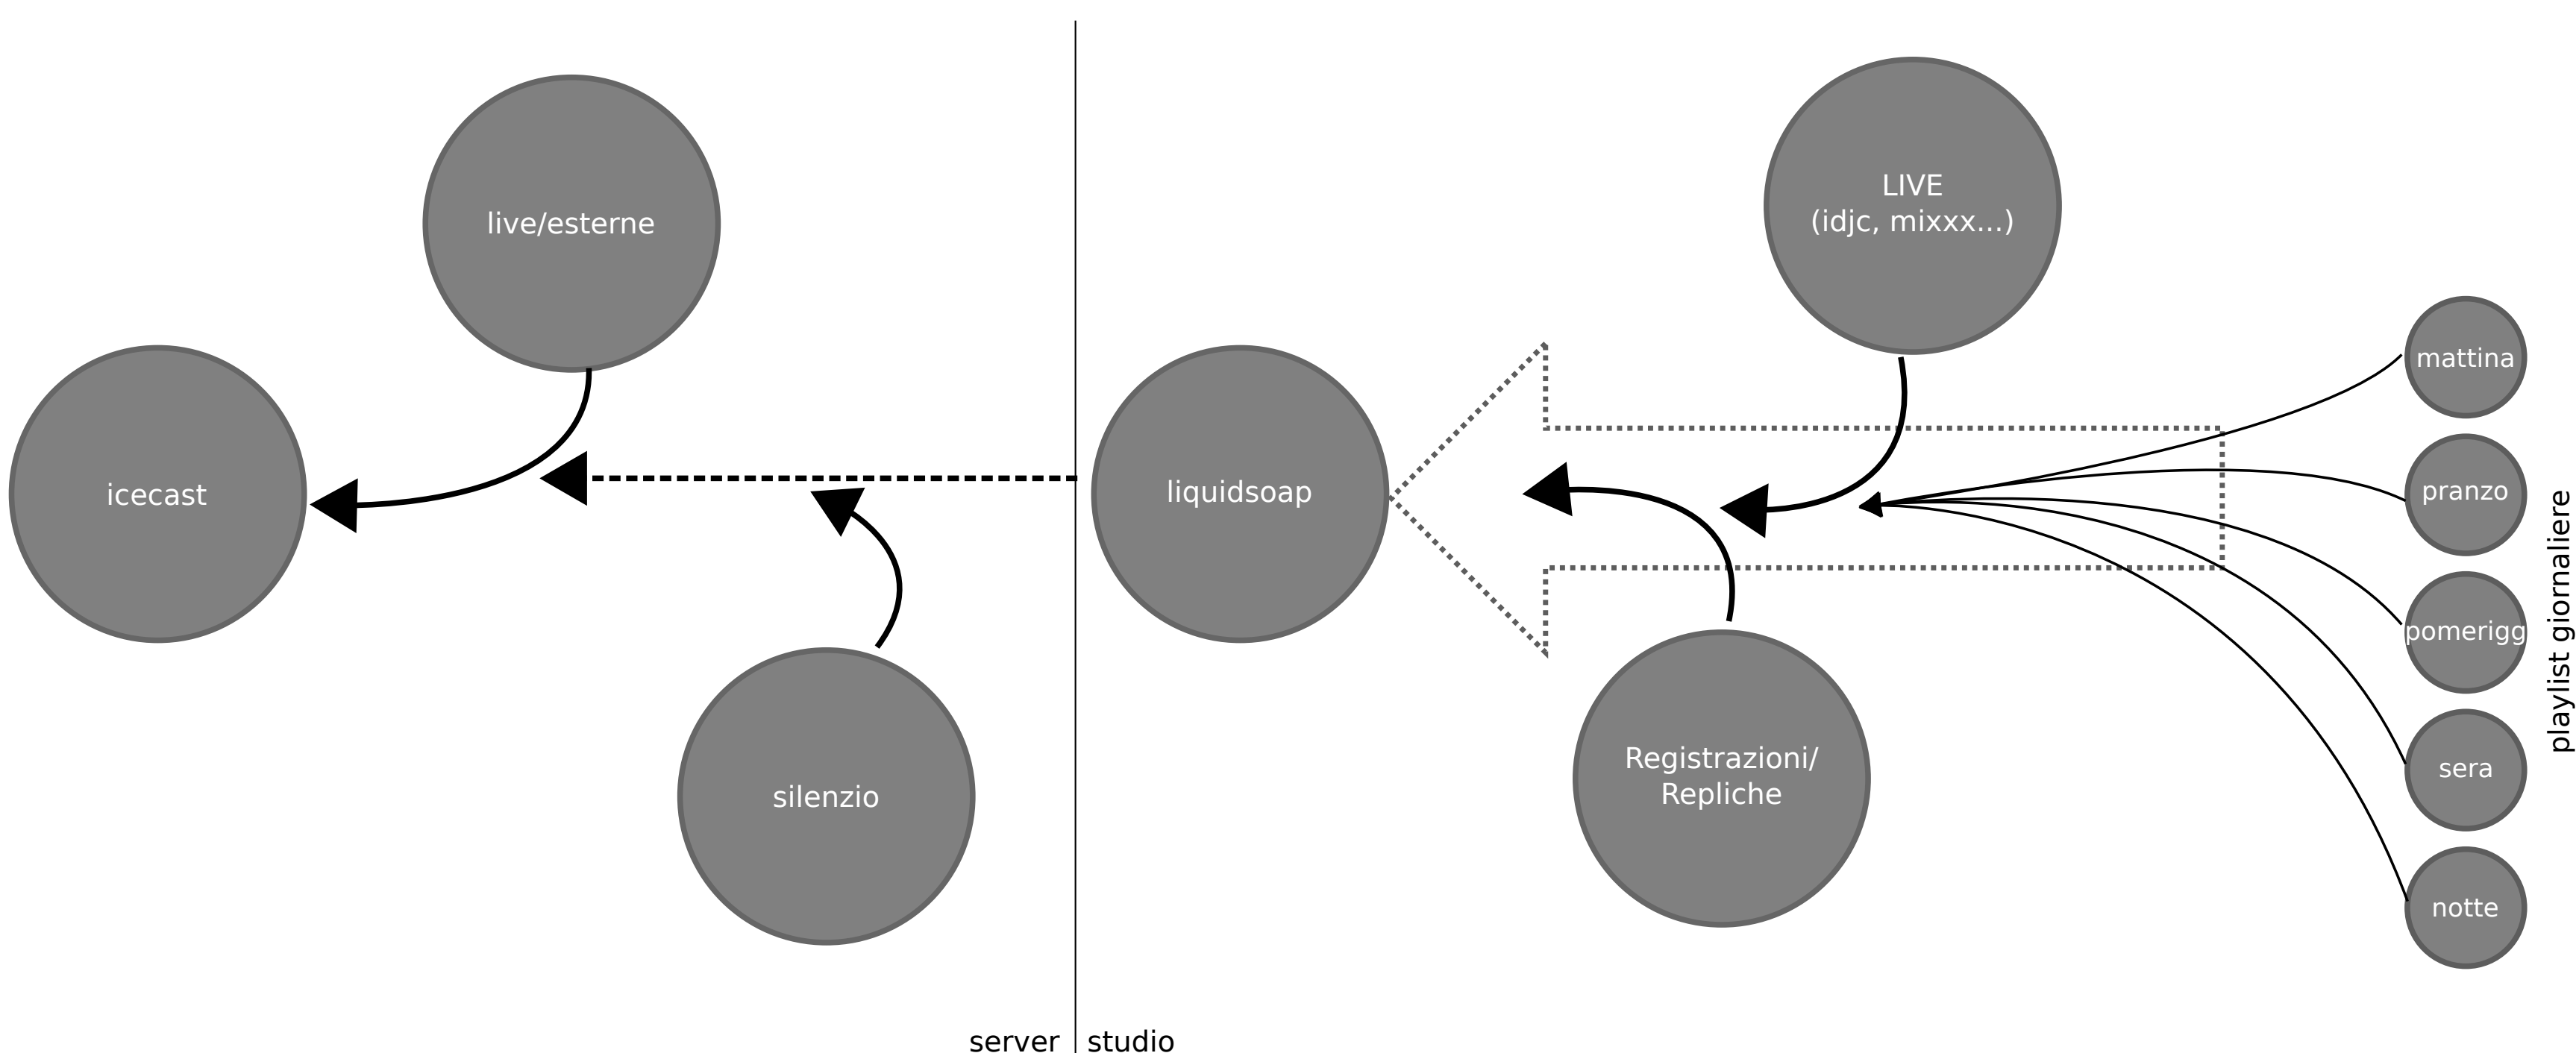 live/esterne
icecast
silenzio
server
studio
liquidsoap
LIVE
(idjc, mixxx...)
Registrazioni/
Repliche
mattina
pranzo
pomerigg
sera
notte
playlist giornaliere